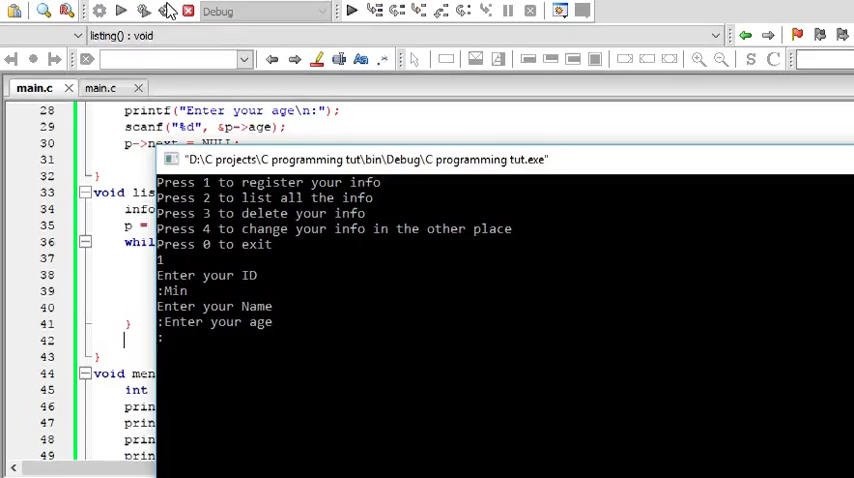 Debug
listing() : void
main.c main.c
28 printf("Enter your age\n:");
29 scanf("%d", &p->age);
30 p->next = NULL;
31
32 }
33 void lis
34 info
35 p =
36 whil
37
38
39
40
41 }
42
43 }
44 void men
45 int
46 prin
47 prin
48 prin
49 prin
"D:\C projects\C programming tut\bin\Debug\C programming tut.exe"
Press 1 to register your info
Press 2 to list all the info
Press 3 to delete your info
Press 4 to change your info in the other place
Press 0 to exit
1
Enter your ID
:Min
Enter your Name
:Enter your age
: